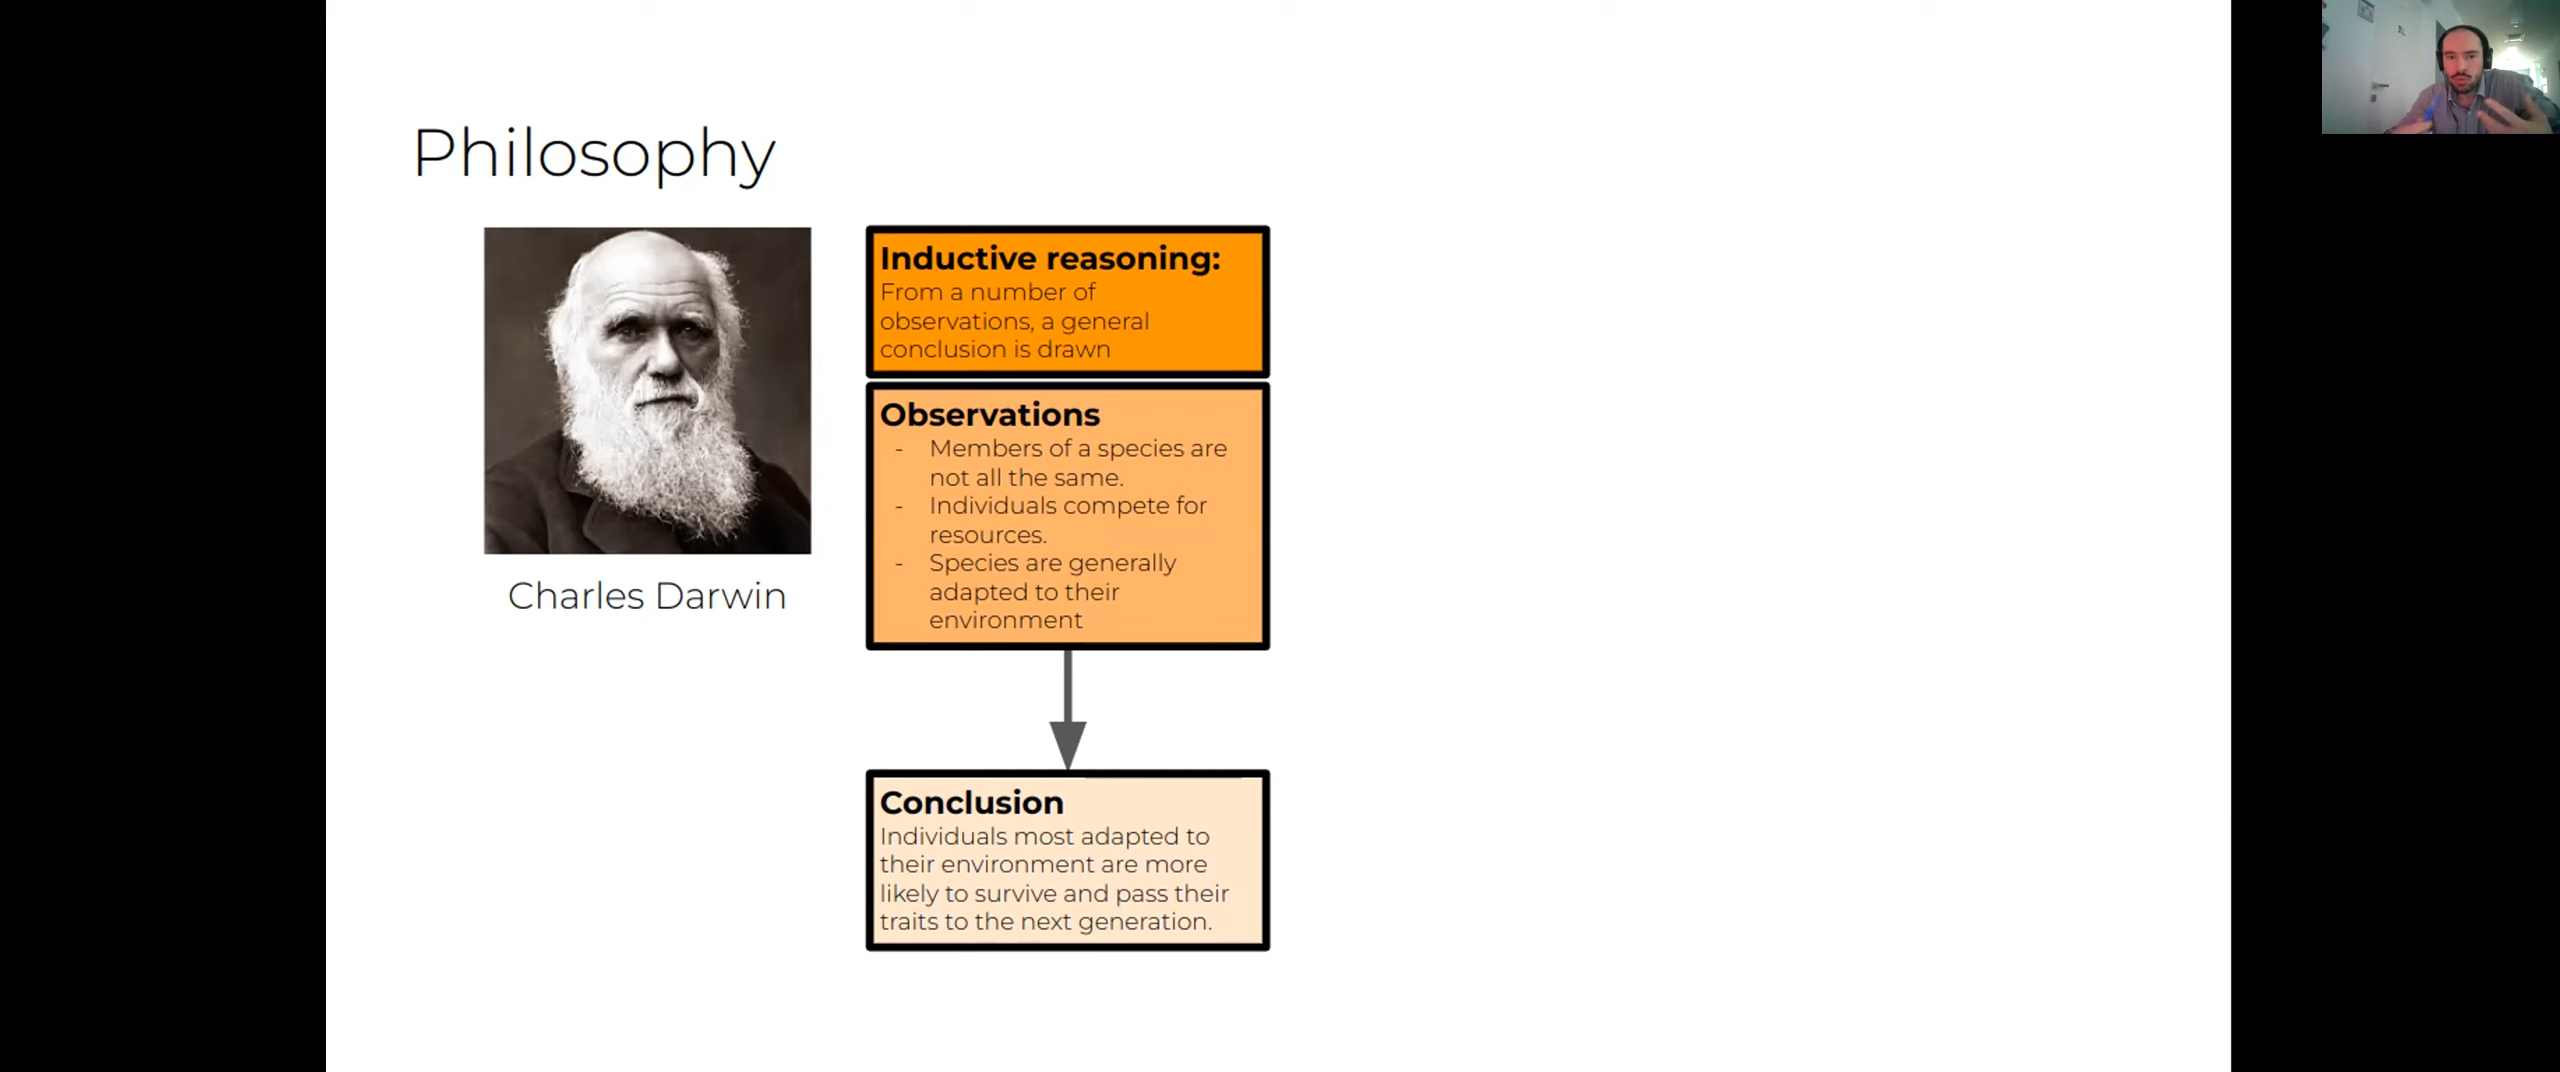 Philosophy
Charles Darwin
Inductive reasoning:
From a number of
observations, a general
conclusion is drawn
Observations
- Members of a species are
not all the same.
- Individuals compete for
resources.
- Species are generally
adapted to their
environment
Conclusion
Individuals most adapted to
their environment are more
likely to survive and pass their
traits to the next generation.